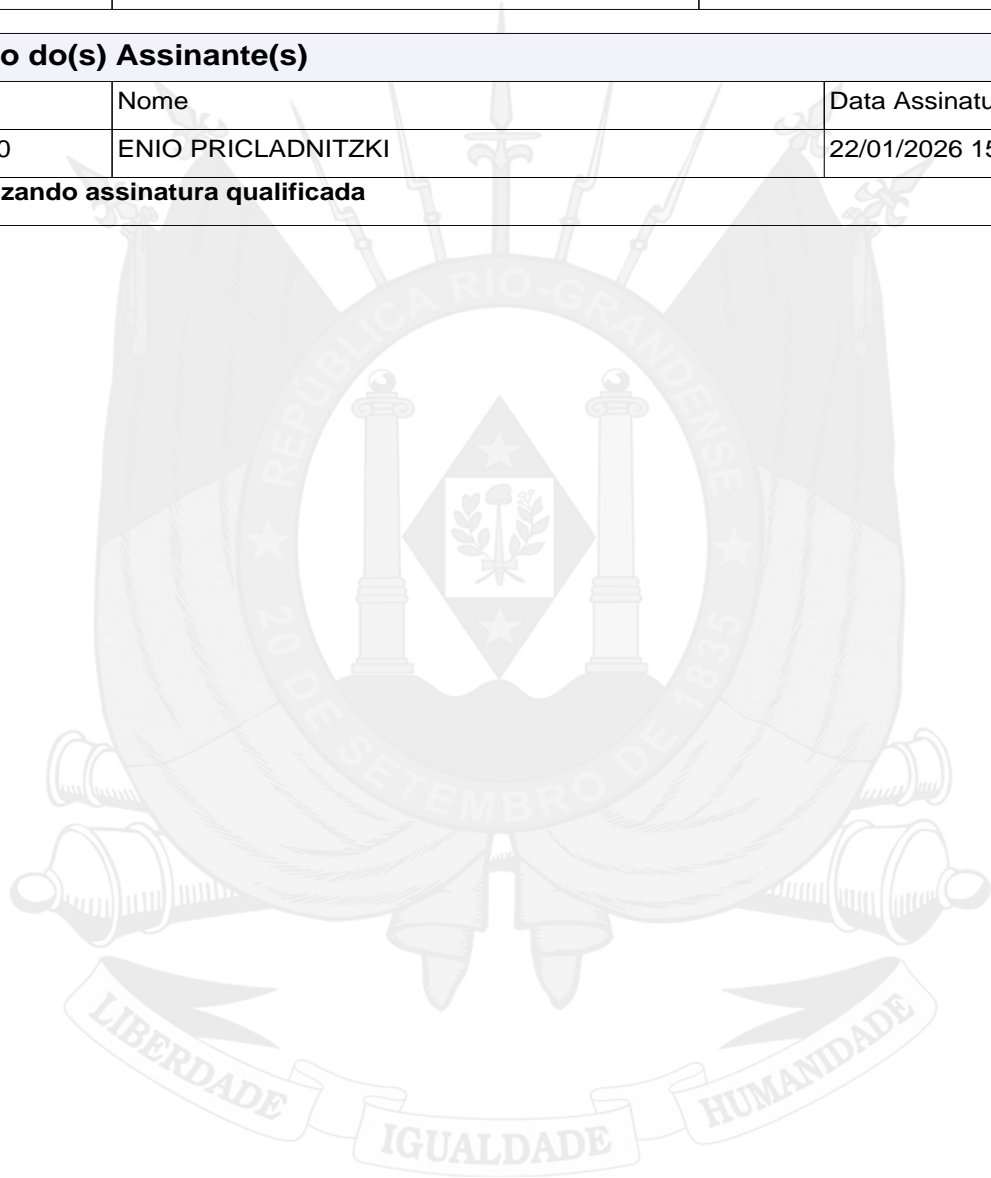 o do(s) Assinante(s)
Nome
Data Assinatu
0
ENIO PRICLADNITZKI
22/01/2026 15
zando assinatura qualificada
REPÚBLICA RIO-GRANDENSE
20 DE SETEMBRO DE 1835
LIBERDADE
IGUALDADE
HUMANIDADE